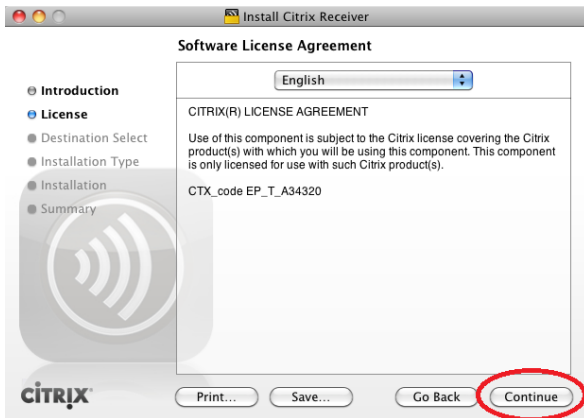 Install Citrix Receiver
Software License Agreement
Introduction
License
Destination Select
Installation Type
Installation
Summary
English
CITRIX(R) LICENSE AGREEMENT
Use of this component is subject to the Citrix license covering the Citrix
product(s) with which you will be using this component. This component
is only licensed for use with such Citrix product(s).
CTX_code EP_T_A34320
CİTRIX
Print... Save... Go Back Continue